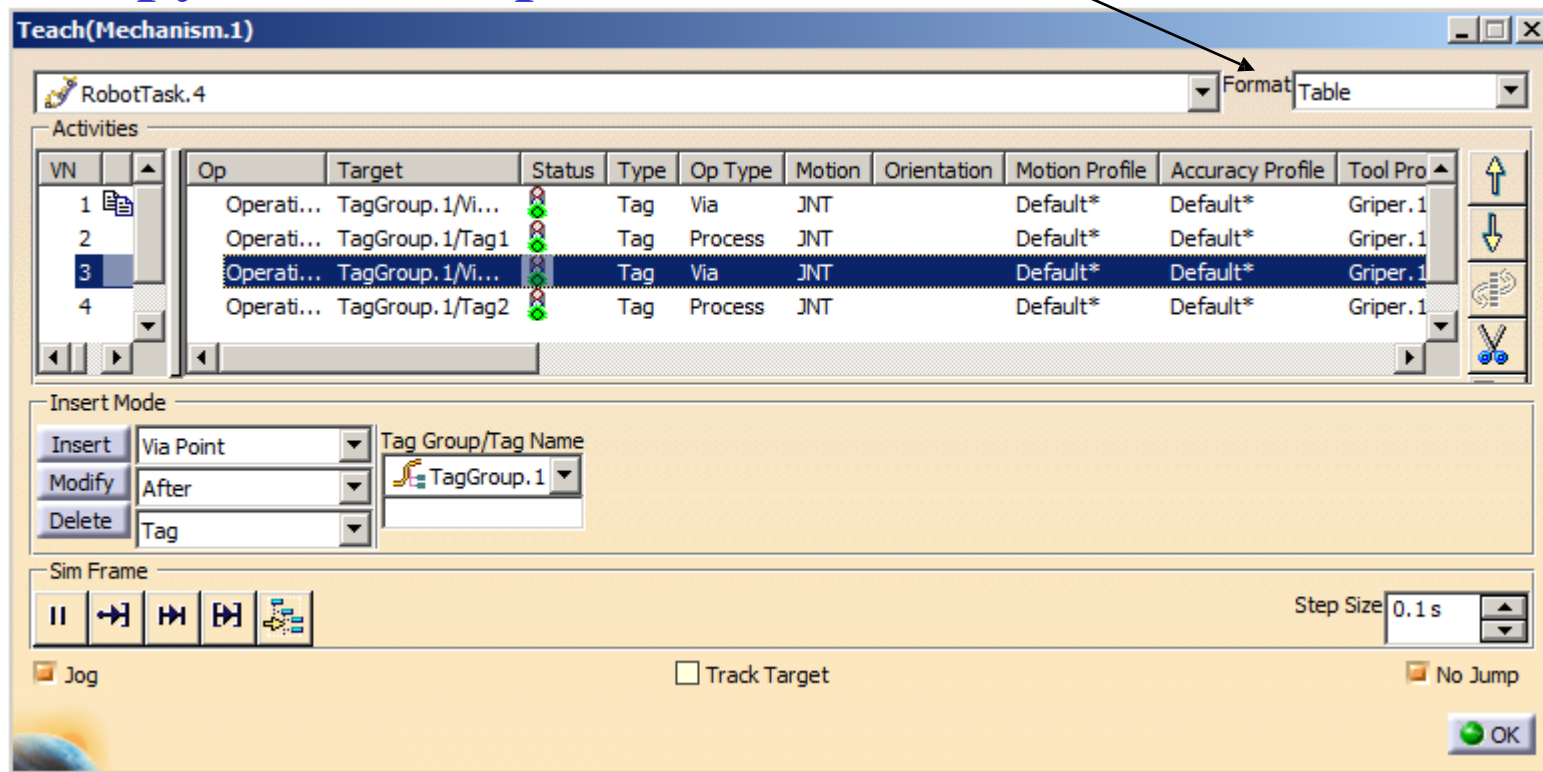 Teach(Mechanism.1)
RobotTask.4 Format Table
Activities
VN Op Target Status Type Op Type Motion Orientation Motion Profile Accuracy Profile Tool Pro
1 Operati... TagGroup.1/Vi... Tag Via JNT Default* Default* Griper.1
2 Operati... TagGroup.1/Tag1 Tag Process JNT Default* Default* Griper.1
3 Operati... TagGroup.1/Vi... Tag Via JNT Default* Default* Griper.1
4 Operati... TagGroup.1/Tag2 Tag Process JNT Default* Default* Griper.1
Insert Mode
Insert Via Point Tag Group/Tag Name
Modify After TagGroup.1
Delete Tag
Sim Frame
Step Size 0.1 s
Jog Track Target No Jump
OK